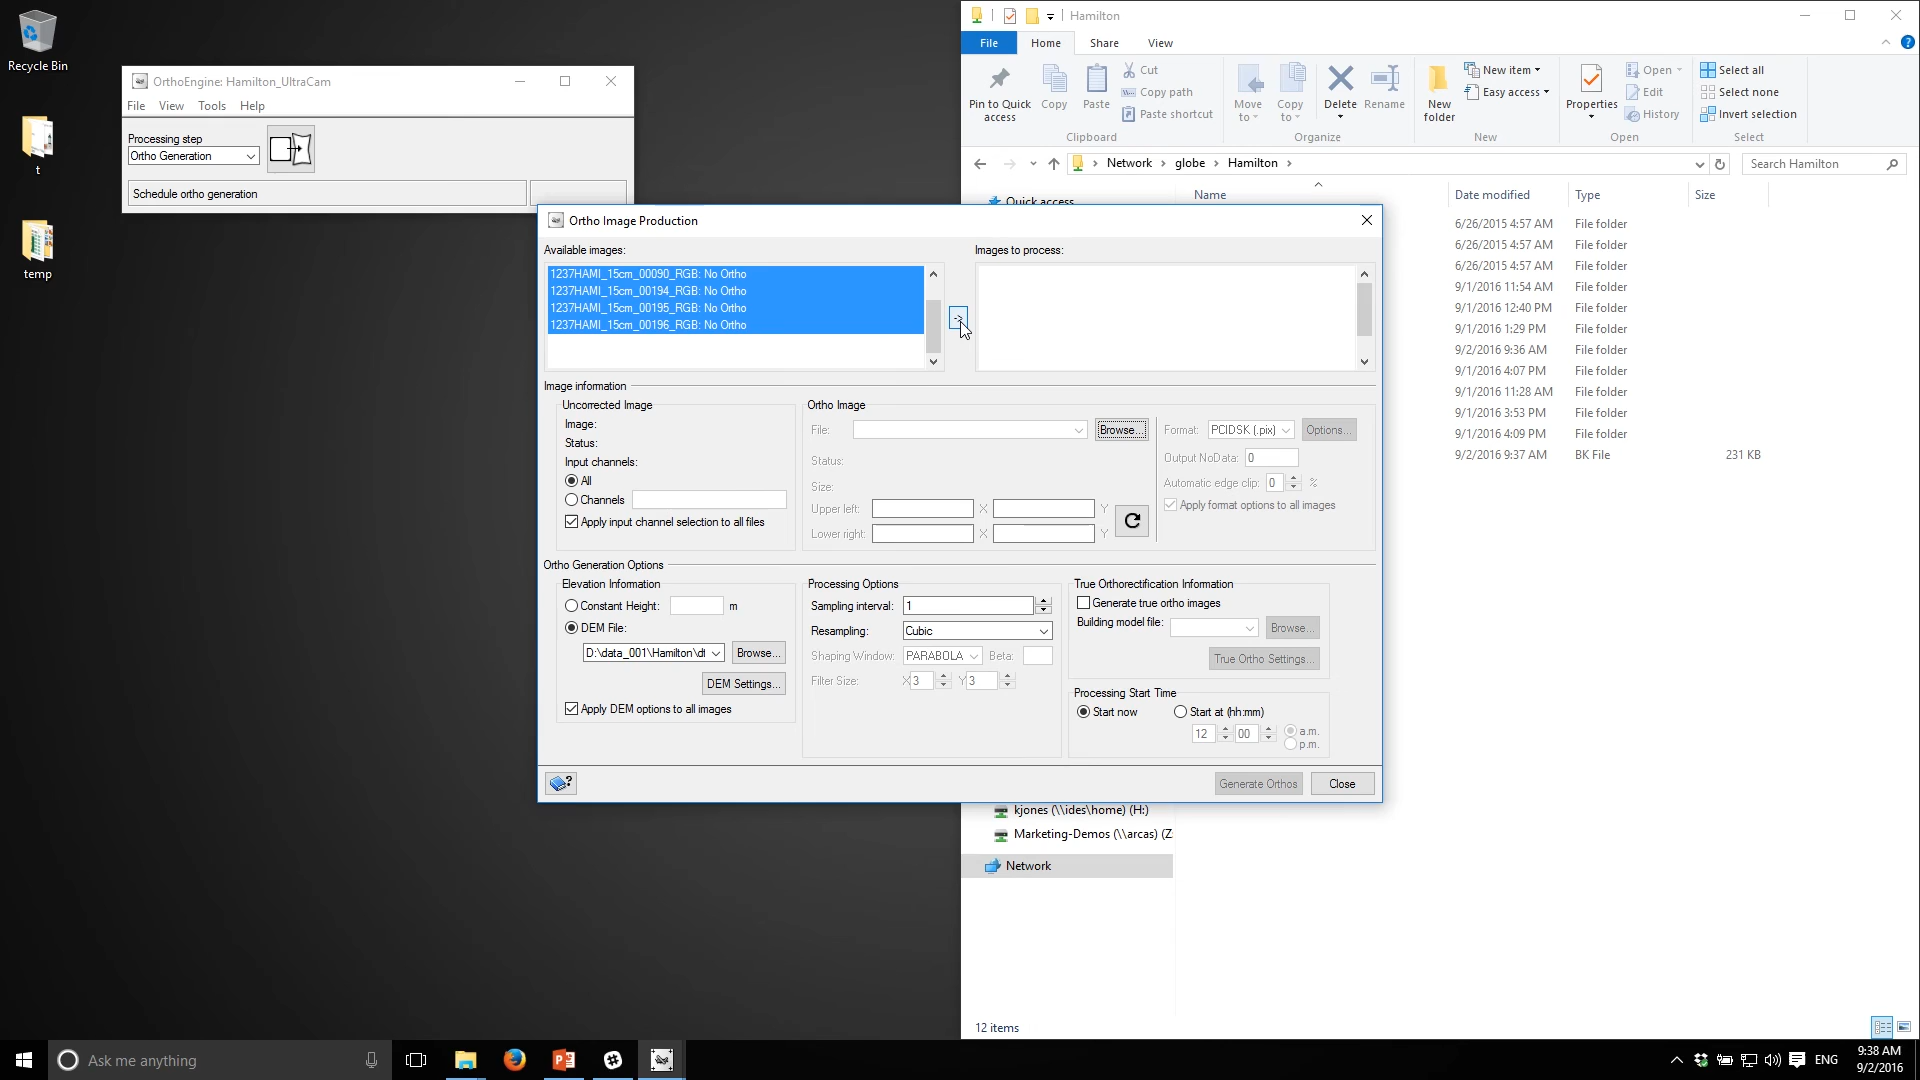 Recycle Bin
t
temp
OrthoEngine: Hamilton_UltraCam
File View Tools Help
Processing step
Ortho Generation
Schedule ortho generation
Hamilton
File Home Share View
Pin to Quick access
Copy
Paste
Cut
Copy path
Paste shortcut
Clipboard
Move to
Copy to
Delete
Rename
Organize
New folder
New item
Easy access
New
Properties
Open
Edit
History
Open
Select all
Select none
Invert selection
Select
Network > globe > Hamilton >
Search Hamilton
Quick access
Name Date modified Type Size
6/26/2015 4:57 AM File folder
6/26/2015 4:57 AM File folder
6/26/2015 4:57 AM File folder
9/1/2016 11:54 AM File folder
9/1/2016 12:40 PM File folder
9/1/2016 1:29 PM File folder
9/2/2016 9:36 AM File folder
9/1/2016 4:07 PM File folder
9/1/2016 11:28 AM File folder
9/1/2016 3:53 PM File folder
9/1/2016 4:09 PM File folder
9/2/2016 9:37 AM BK File 231 KB
Ortho Image Production
Available images:
1237HAMI_15cm_00090_RGB: No Ortho
1237HAMI_15cm_00194_RGB: No Ortho
1237HAMI_15cm_00195_RGB: No Ortho
1237HAMI_15cm_00196_RGB: No Ortho
->
Images to process:
Image information
Uncorrected Image
Image:
Status:
Input channels:
All
Channels
Apply input channel selection to all files
Ortho Image
File: Browse...
Status:
Size:
Upper left: X Y
Lower right: X Y
Format: PCIDSK (.pix) Options...
Output NoData: 0
Automatic edge clip: 0 %
Apply format options to all images
Ortho Generation Options
Elevation Information
Constant Height: m
DEM File:
D:\data_001\Hamilton\dt Browse...
DEM Settings...
Apply DEM options to all images
Processing Options
Sampling interval: 1
Resampling: Cubic
Shaping Window: PARABOLA Beta:
Filter Size: X 3 Y 3
True Orthorectification Information
Generate true ortho images
Building model file: Browse...
True Ortho Settings...
Processing Start Time
Start now Start at (hh:mm)
12 00 a.m.
p.m.
Generate Orthos Close
kjones (\\ides\home) (H:)
Marketing-Demos (\\arcas) (Z
Network
12 items
Ask me anything
ENG
9:38 AM
9/2/2016